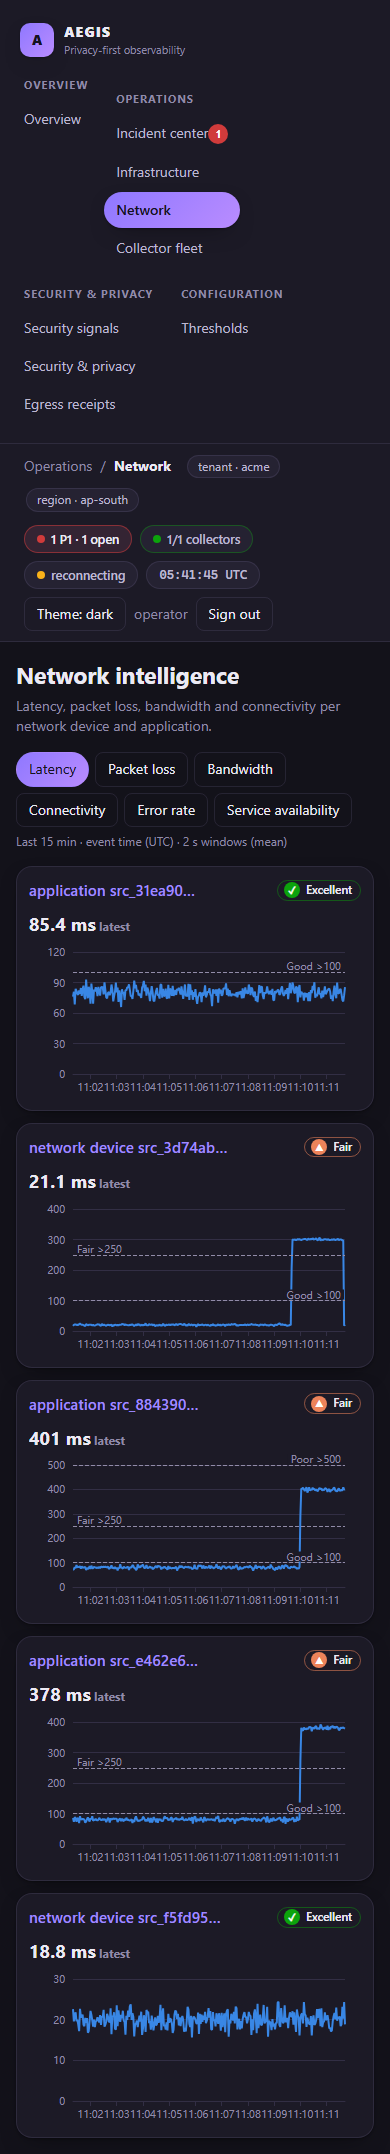 A
AEGIS
Privacy-first observability
OVERVIEW
Overview
OPERATIONS
Incident center 1
Infrastructure
Network
Collector fleet
SECURITY & PRIVACY
Security signals
Security & privacy
Egress receipts
CONFIGURATION
Thresholds
Operations / Network tenant · acme
region · ap-south
1 P1 · 1 open 1/1 collectors
reconnecting 05:41:45 UTC
Theme: dark operator Sign out
Network intelligence
Latency, packet loss, bandwidth and connectivity per
network device and application.
Latency Packet loss Bandwidth
Connectivity Error rate Service availability
Last 15 min · event time (UTC) · 2 s windows (mean)
application src_31ea90... Excellent
85.4 ms latest
120
Good >100
90
60
30
0
11:02 11:03 11:04 11:05 11:06 11:07 11:08 11:09 11:10 11:11
network device src_3d74ab... Fair
21.1 ms latest
400
300
Fair >250
200
100
Good >100
0
11:02 11:03 11:04 11:05 11:06 11:07 11:08 11:09 11:10 11:11
application src_884390... Fair
401 ms latest
Poor >500
500
400
300
Fair >250
200
100
Good >100
0
11:02 11:03 11:04 11:05 11:06 11:07 11:08 11:09 11:10 11:11
application src_e462e6... Fair
378 ms latest
400
300
Fair >250
200
100
Good >100
0
11:02 11:03 11:04 11:05 11:06 11:07 11:08 11:09 11:10 11:11
network device src_f5fd95... Excellent
18.8 ms latest
30
20
10
0
11:02 11:03 11:04 11:05 11:06 11:07 11:08 11:09 11:10 11:11